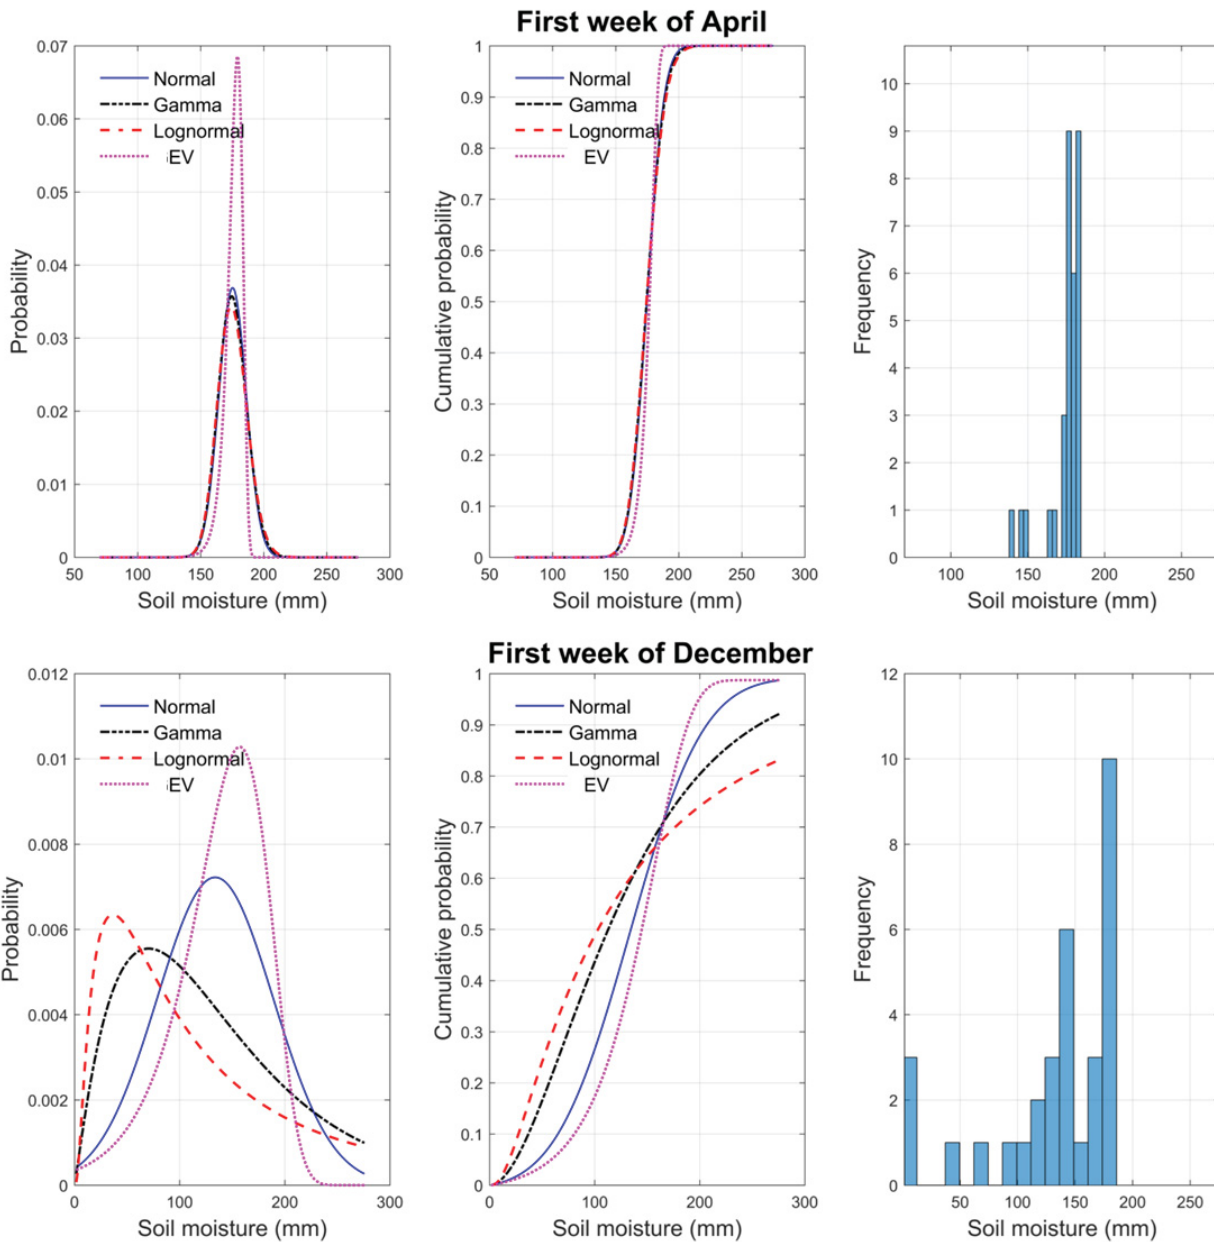 First week of April
0.07
0.06
0.05
0.04
0.03
0.02
0.01
0
50
100
150
200
250
300
Probability
Soil moisture (mm)
Normal
Gamma
Lognormal
EV
1
0.9
0.8
0.7
0.6
0.5
0.4
0.3
0.2
0.1
0
50
100
150
200
250
300
Cumulative probability
Soil moisture (mm)
Normal
Gamma
Lognormal
EV
10
9
8
7
6
5
4
3
2
1
0
100
150
200
250
Frequency
Soil moisture (mm)
First week of December
0.012
0.01
0.008
0.006
0.004
0.002
0
0
100
200
300
Probability
Soil moisture (mm)
Normal
Gamma
Lognormal
EV
1
0.9
0.8
0.7
0.6
0.5
0.4
0.3
0.2
0.1
0
0
100
200
300
Cumulative probability
Soil moisture (mm)
Normal
Gamma
Lognormal
EV
12
10
8
6
4
2
0
50
100
150
200
250
Frequency
Soil moisture (mm)